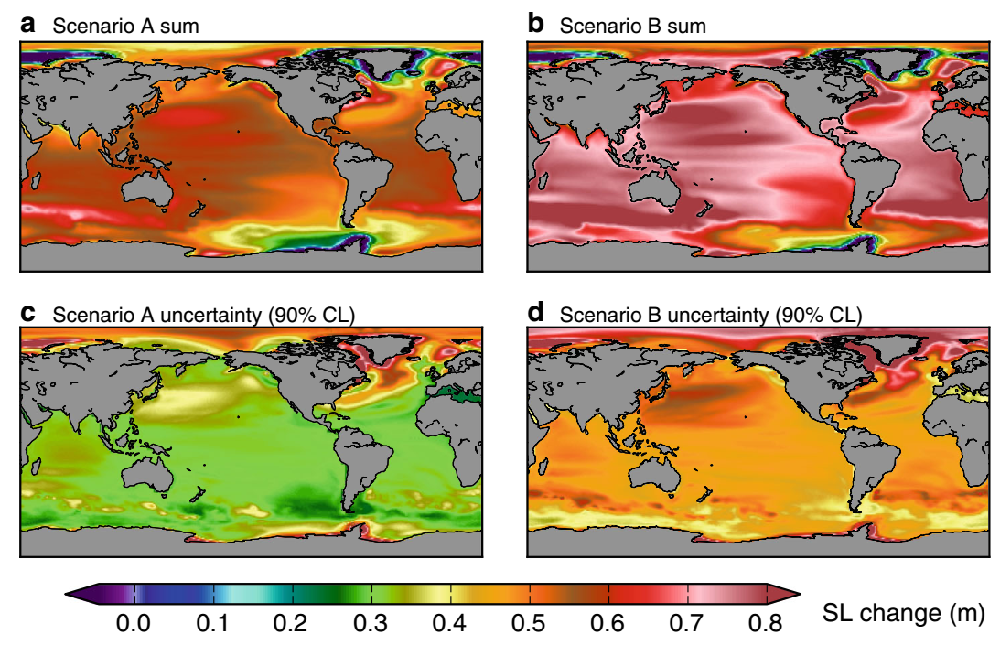 a Scenario A sum
b Scenario B sum
c Scenario A uncertainty (90% CL)
d Scenario B uncertainty (90% CL)
0.0 0.1 0.2 0.3 0.4 0.5 0.6 0.7 0.8
SL change (m)